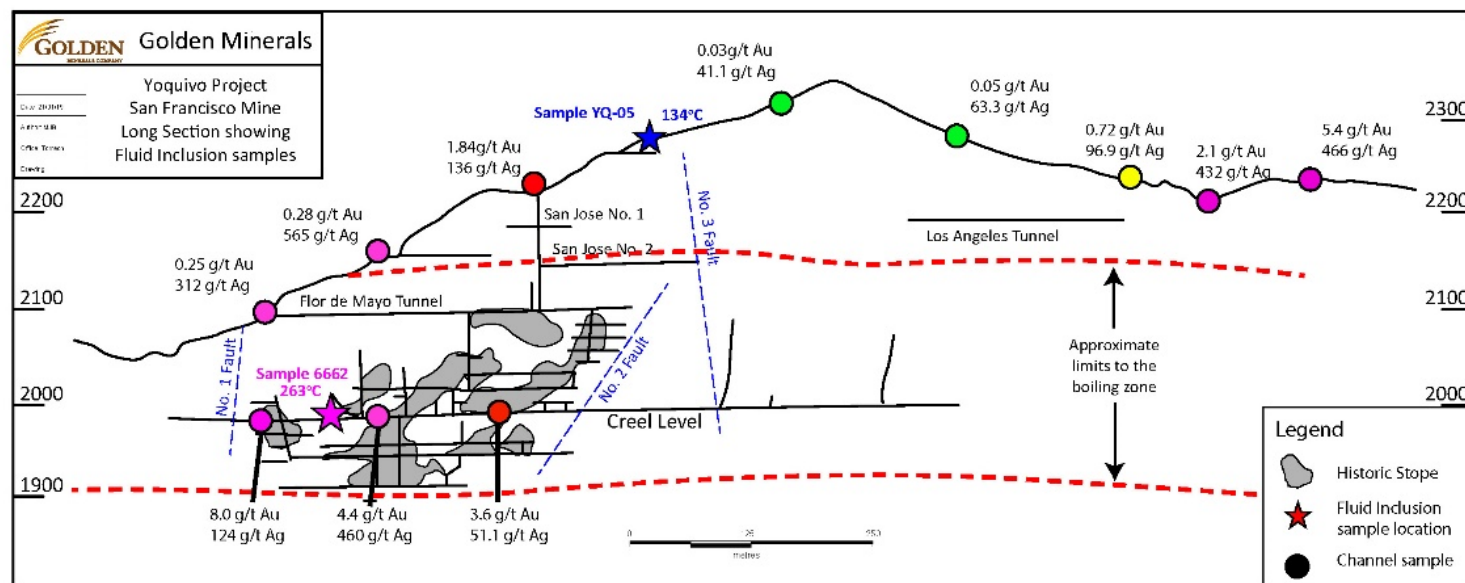 GOLDEN
Golden Minerals
Yoquivo Project
San Francisco Mine
Long Section showing
Fluid Inclusion samples
0.03g/t Au
41.1 g/t Ag
Sample YQ-05
134°C
0.05 g/t Au
63.3 g/t Ag
0.72 g/t Au
96.9 g/t Ag
2.1 g/t Au
432 g/t Ag
5.4 g/t Au
466 g/t Ag
2300
1.84g/t Au
136 g/t Ag
2200
2200
0.28 g/t Au
565 g/t Ag
San Jose No. 1
San Jose No. 2
No. 3 Fault
Los Angeles Tunnel
0.25 g/t Au
312 g/t Ag
2100
2100
Flor de Mayo Tunnel
No. 1 Fault
Sample 6662
263°C
No. 2 Fault
Approximate
limits to the
boiling zone
2000
2000
Creel Level
1900
8.0 g/t Au
124 g/t Ag
4.4 g/t Au
460 g/t Ag
3.6 g/t Au
51.1 g/t Ag
0
metres
Legend
Historic Stope
Fluid Inclusion
sample location
Channel sample